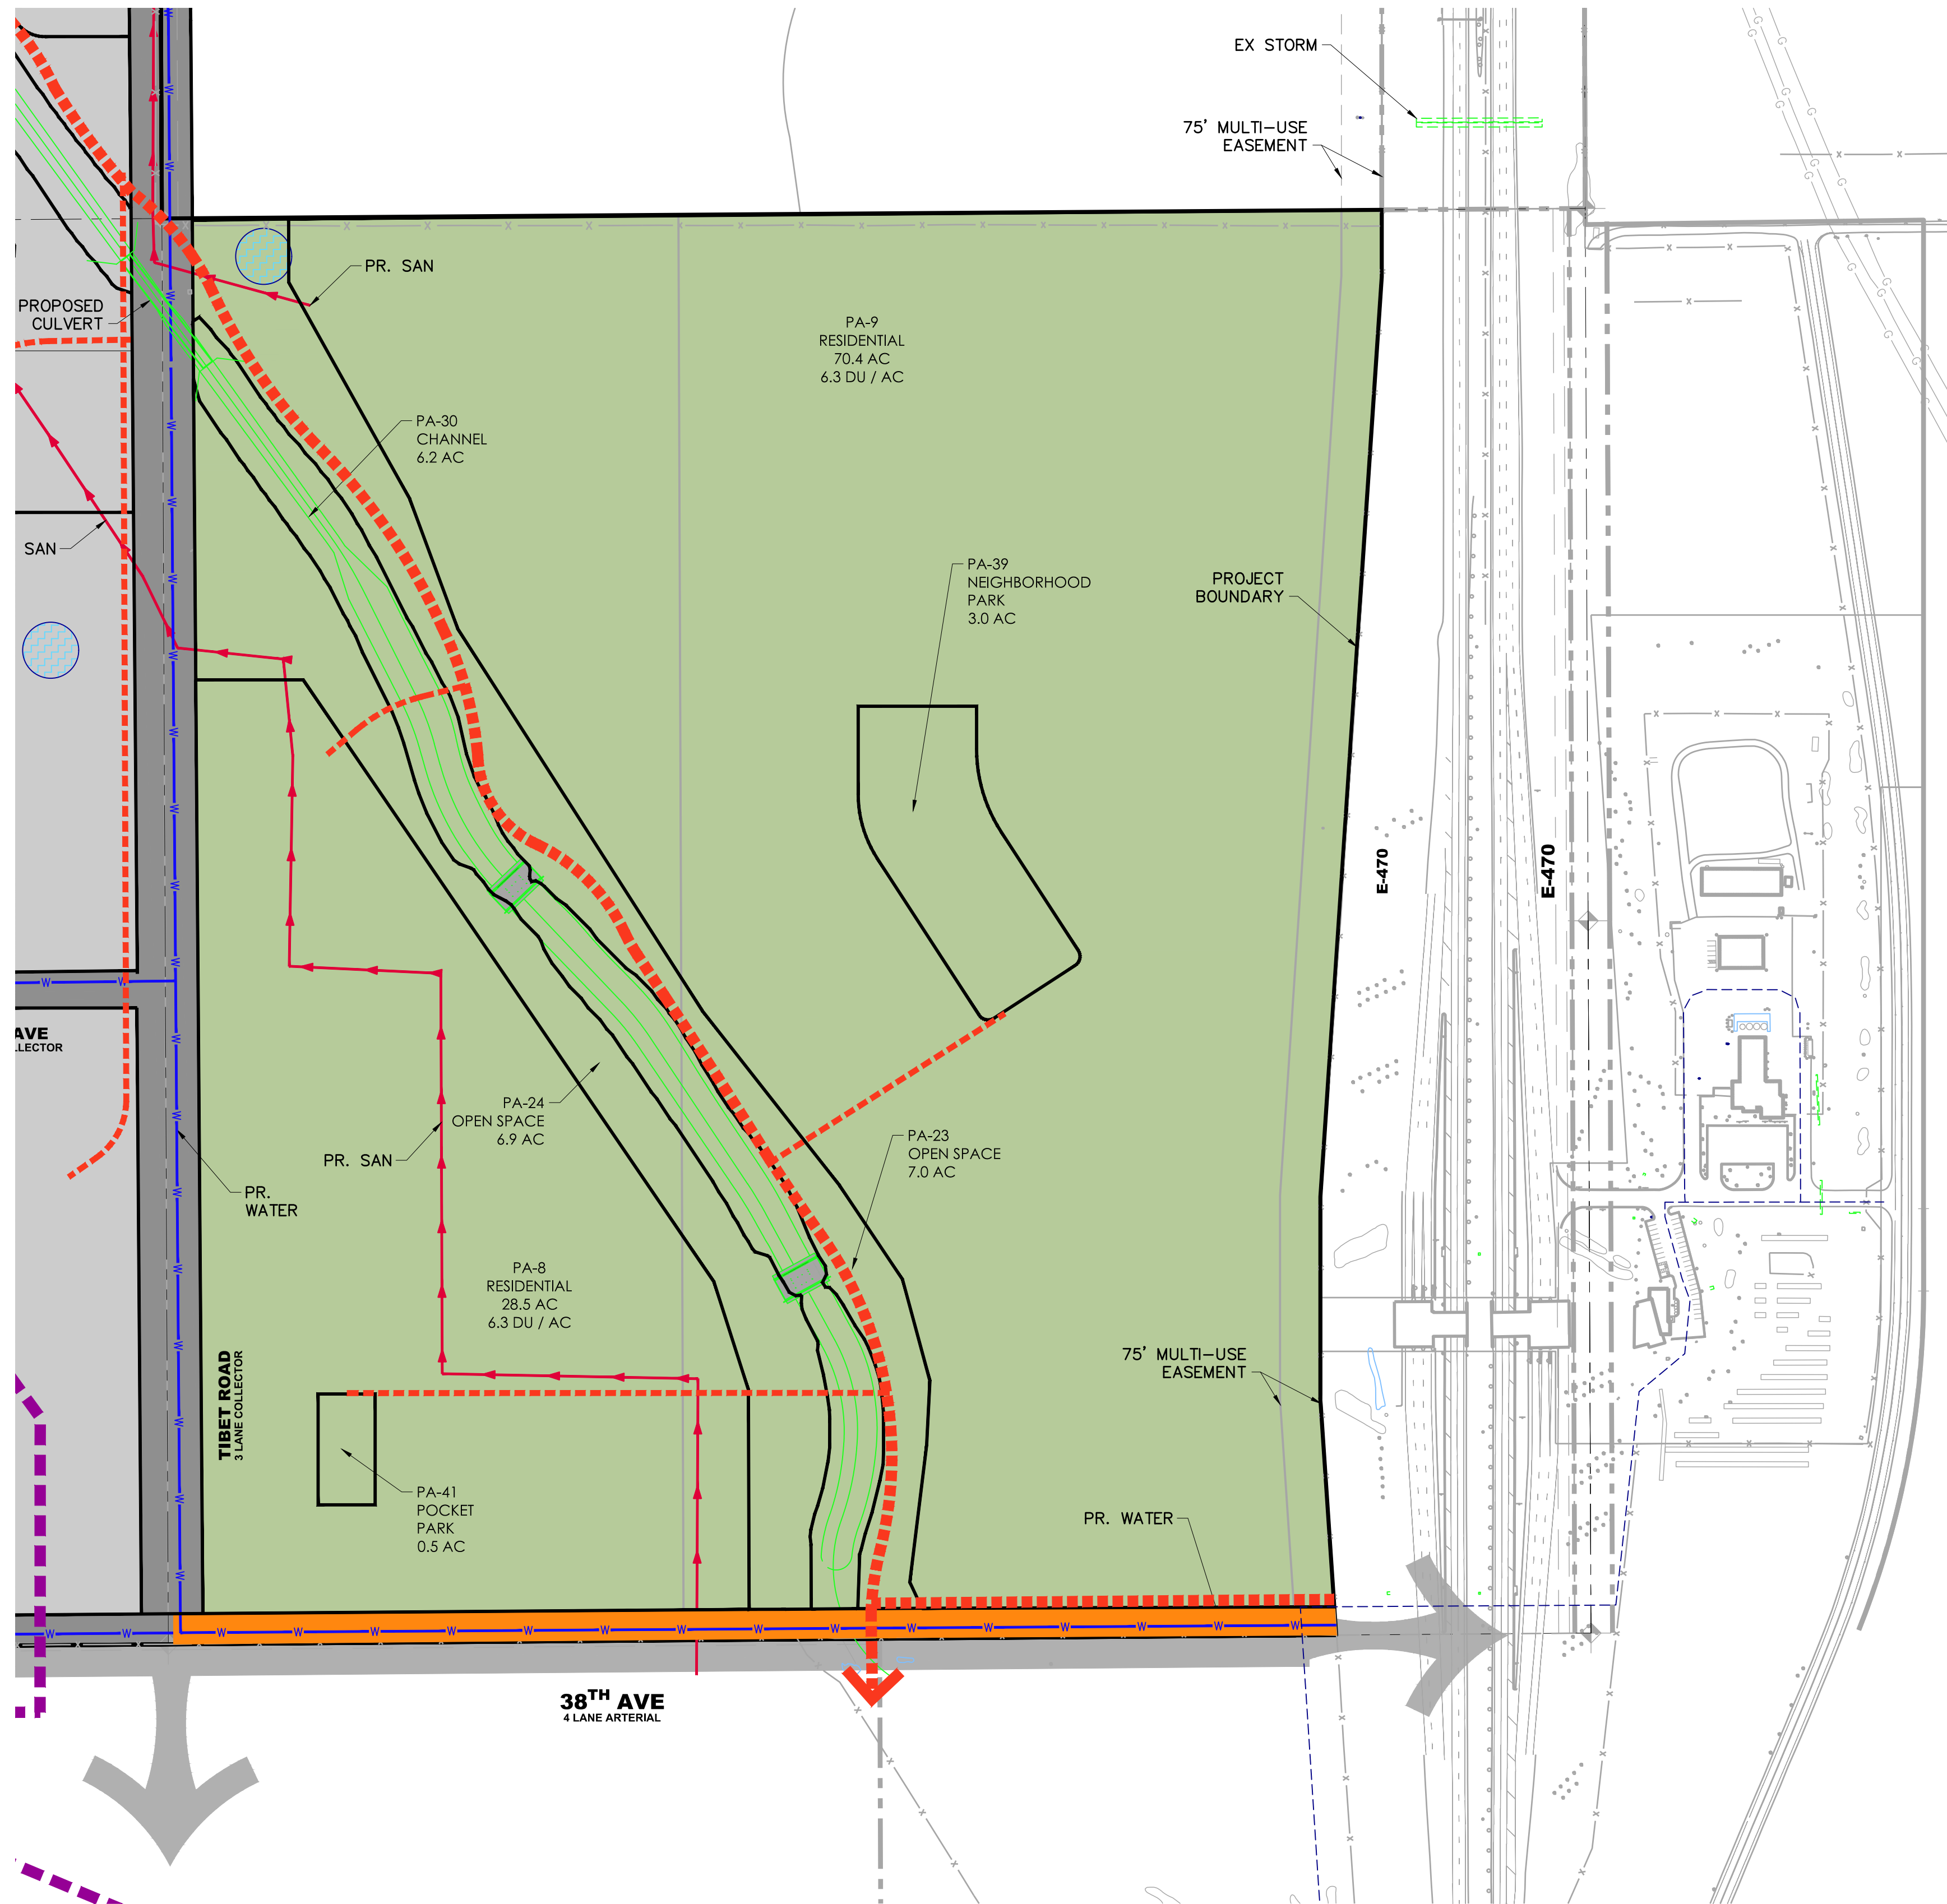 EX STORM
75' MULTI-USE
EASEMENT
PR. SAN
PROPOSED
CULVERT
PA-9
RESIDENTIAL
70.4 AC
6.3 DU / AC
PA-30
CHANNEL
6.2 AC
SAN
PA-39
NEIGHBORHOOD
PARK
3.0 AC
PROJECT
BOUNDARY
E-470
E-470
AVE
LLECTOR
PA-24
OPEN SPACE
6.9 AC
PR. SAN
PA-23
OPEN SPACE
7.0 AC
PR.
WATER
PA-8
RESIDENTIAL
28.5 AC
6.3 DU / AC
TIBET ROAD
3 LANE COLLECTOR
75' MULTI-USE
EASEMENT
PA-41
POCKET
PARK
0.5 AC
PR. WATER
38TH AVE
4 LANE ARTERIAL